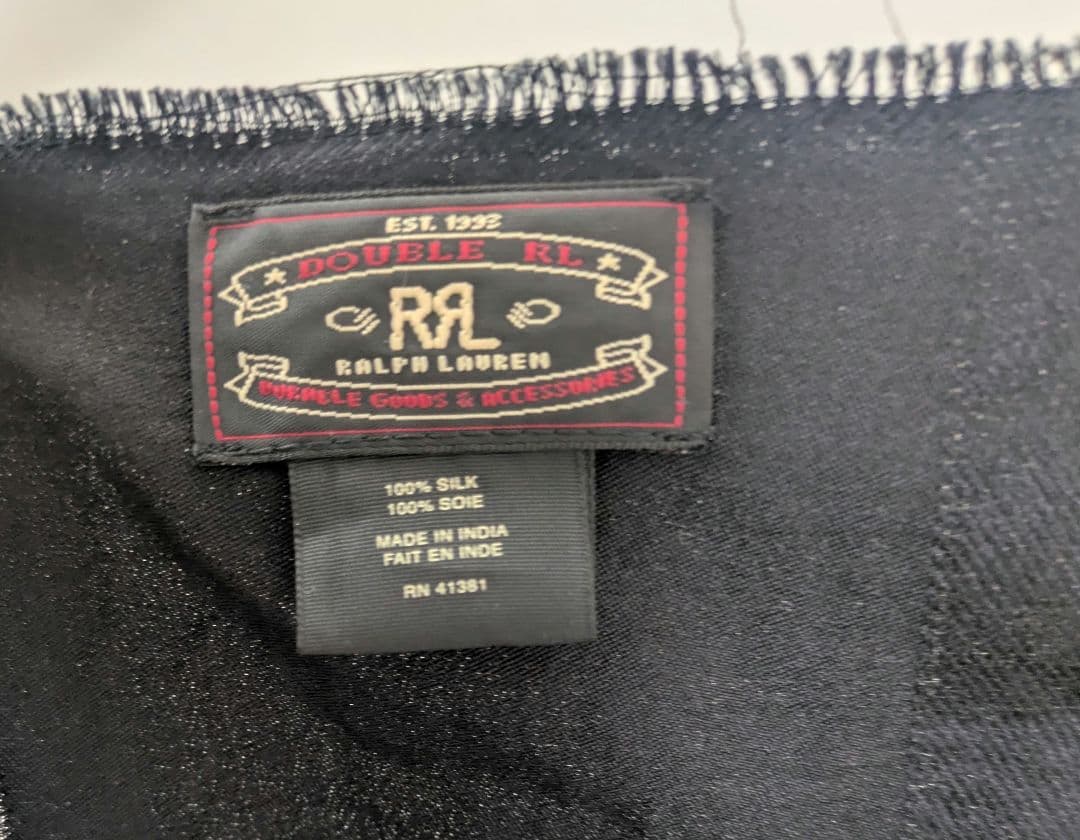 EST. 1993
DOUBLE RL
RRL
RALPH LAUREN
DURABLE GOODS & ACCESSORIES
100% SILK
100% SOIE
MADE IN INDIA
FAIT EN INDE
RN 41381